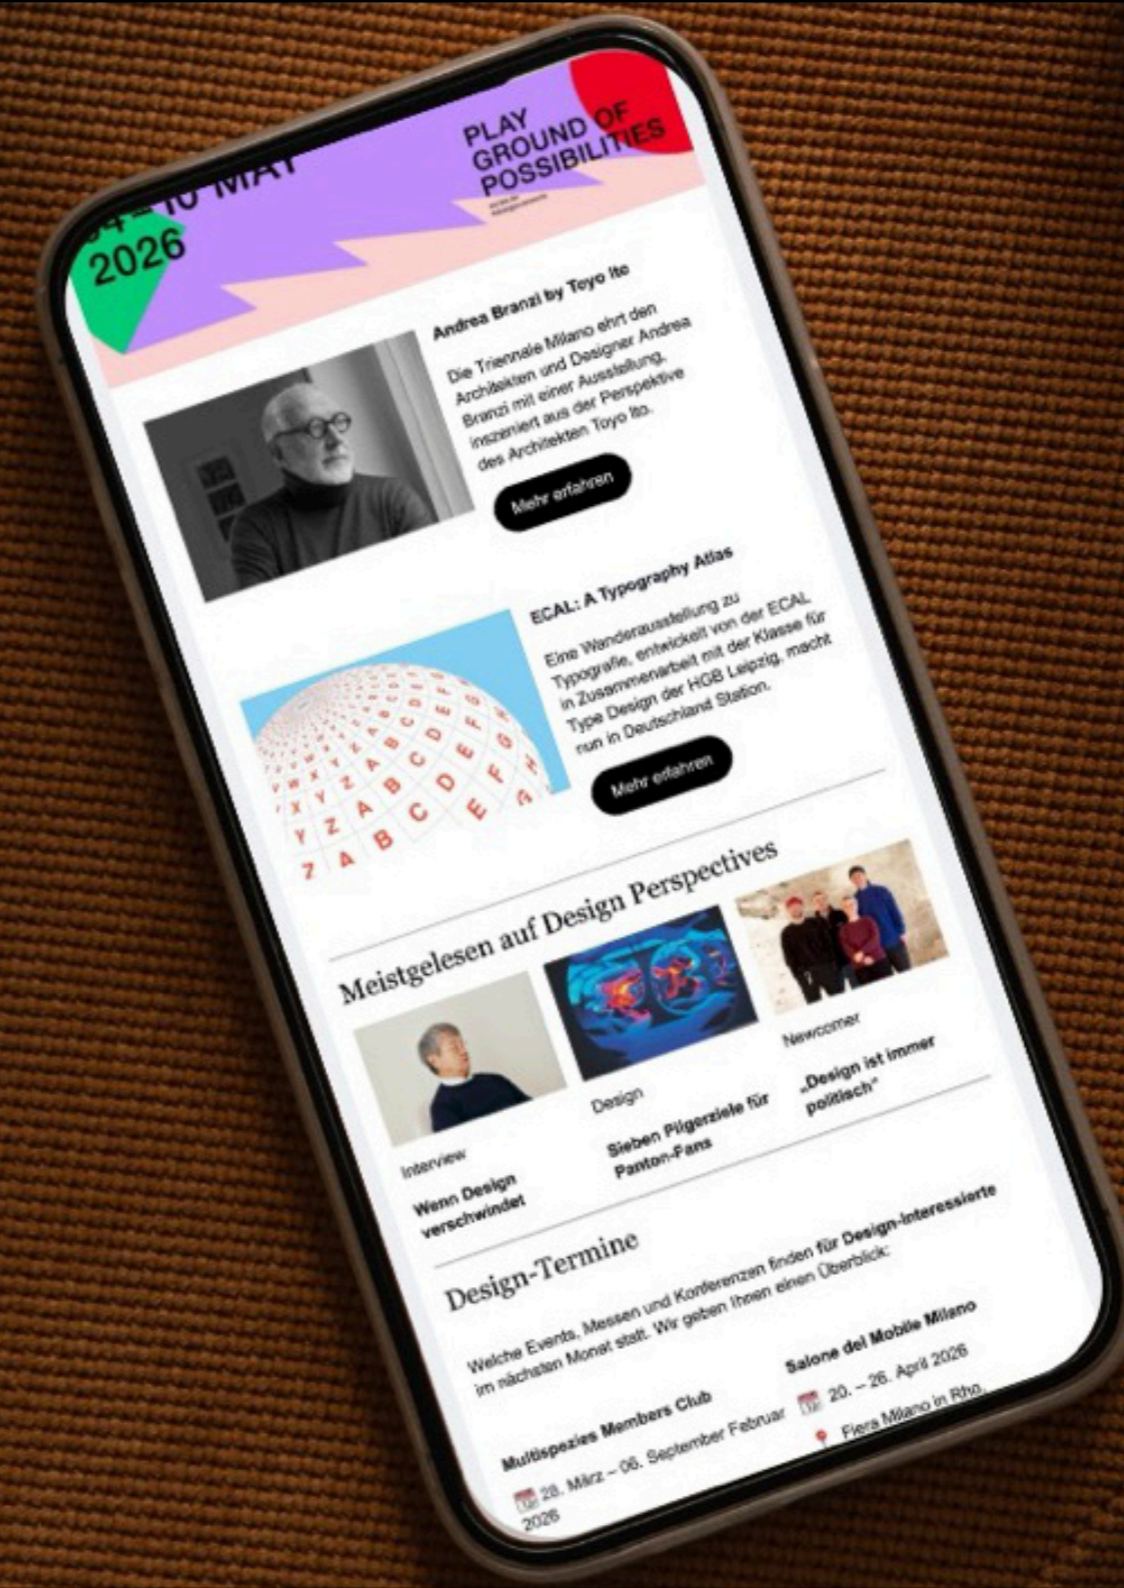 04–10 MAY
2026
PLAY
GROUND OF
POSSIBILITIES
Andrea Branzi by Toyo Ito
Die Triennale Milano ehrt den
Architekten und Designer Andrea
Branzi mit einer Ausstellung,
inszeniert aus der Perspektive
des Architekten Toyo Ito.
Mehr erfahren
ECAL: A Typography Atlas
Eine Wanderausstellung zu
Typografie, entwickelt von der ECAL
in Zusammenarbeit mit der Klasse für
Type Design der HGB Leipzig, macht
nun in Deutschland Station.
Mehr erfahren
X Y Z A B C D E F G H
Y Z A B C D E F G H
Z A B C D E F G H
Meistgelesen auf Design Perspectives
Interview
Wenn Design
verschwindet
Design
Sieben Pilgerziele für
Panton-Fans
Newcomer
„Design ist immer
politisch“
Design-Termine
Welche Events, Messen und Konferenzen finden für Design-Interessierte
im nächsten Monat statt. Wir geben Ihnen einen Überblick:
Multispezies Members Club
28. März – 06. September Februar
2026
Salone del Mobile Milano
20. – 26. April 2026
Fiera Milano in Rho,